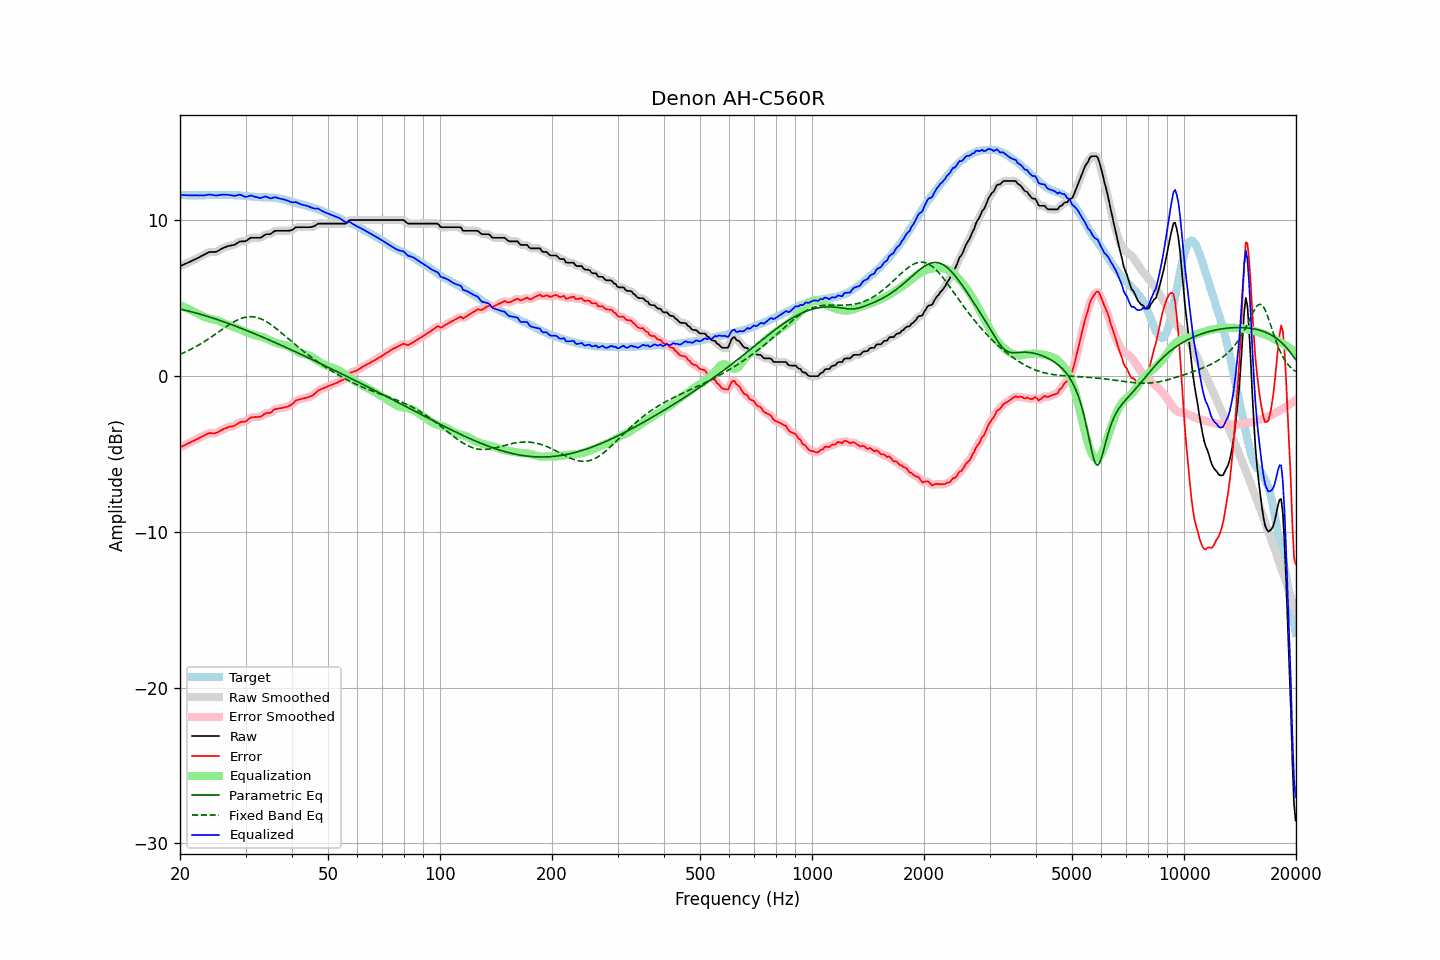 Denon AH-C560R
Amplitude (dBr)
10
0
−10
−20
−30
Target
Raw Smoothed
Error Smoothed
Raw
Error
Equalization
Parametric Eq
Fixed Band Eq
Equalized
20 50 100 200 500 1000 2000 5000 10000 20000
Frequency (Hz)